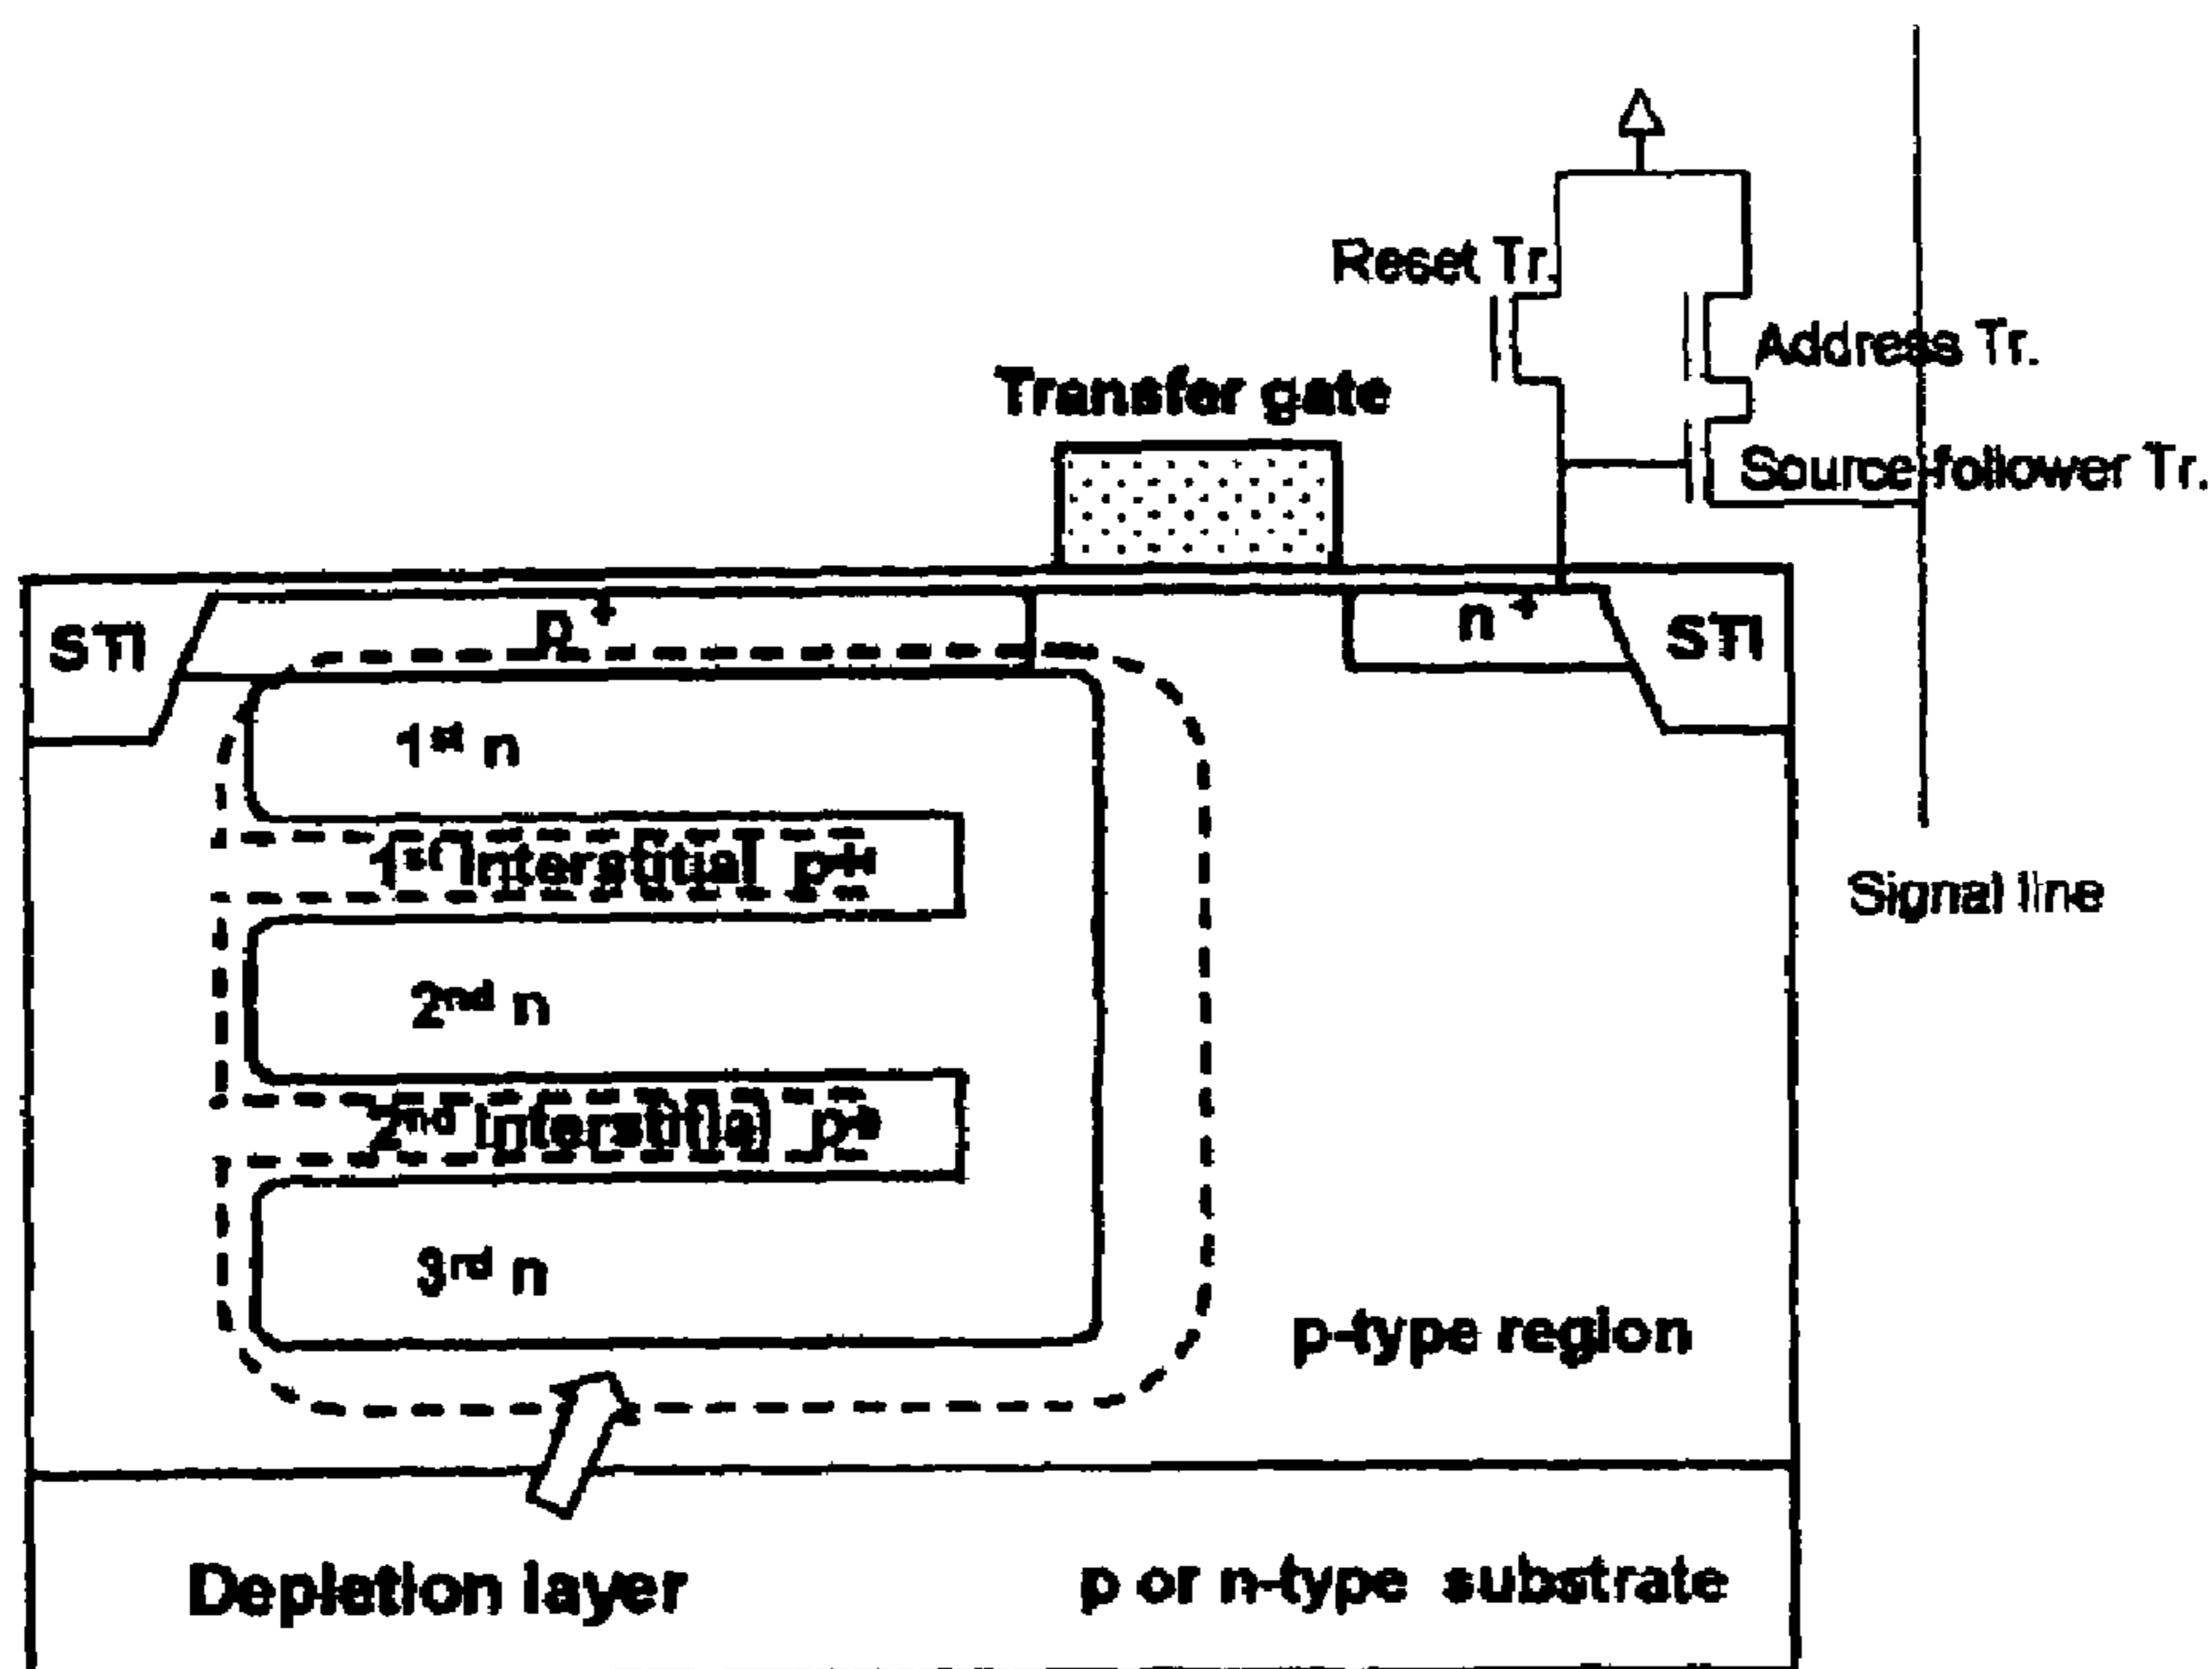 Reset Tr.
Address Tr.
Transfer gate
Source-follower Tr.
STI
p+
n+
STI
1st n
1st Interstitial p+
Signal line
2nd n
2nd Interstitial p+
3rd n
p-type region
Depletion layer
p or n-type substrate